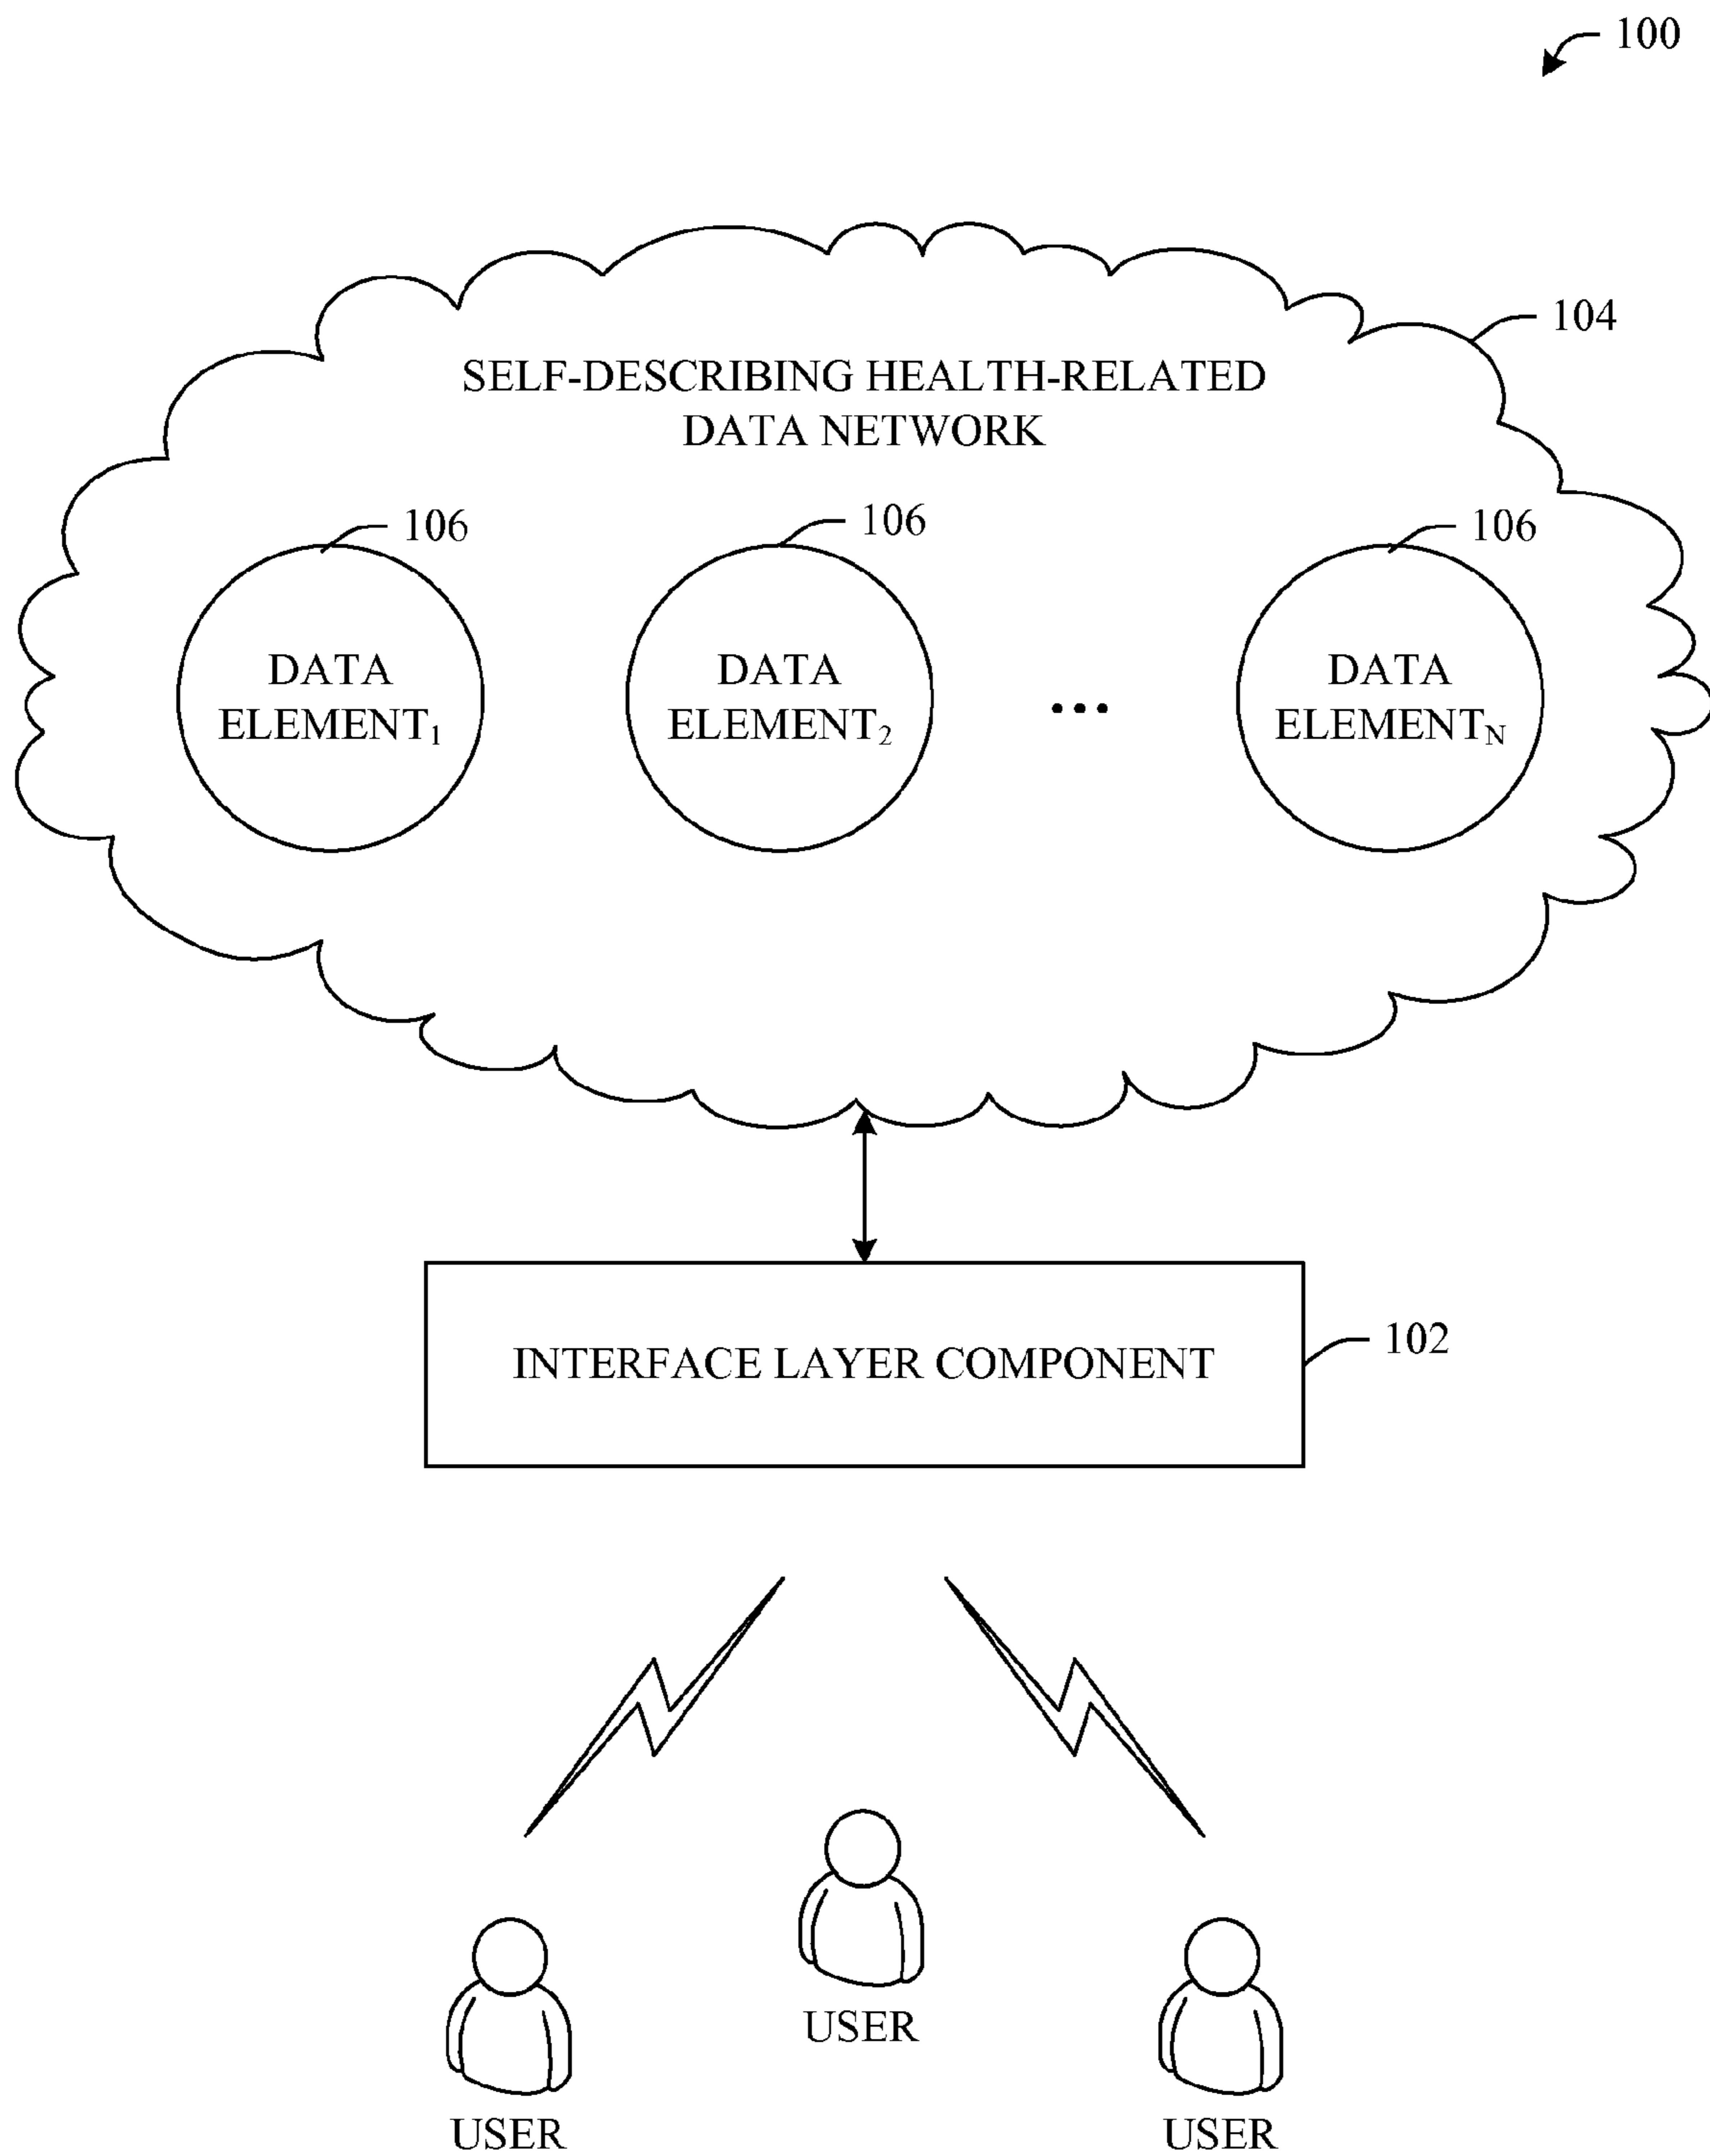 100
104
SELF-DESCRIBING HEALTH-RELATED
DATA NETWORK
106
106
106
DATA
ELEMENT₁
DATA
ELEMENT₂
...
DATA
ELEMENT_N
INTERFACE LAYER COMPONENT
102
USER
USER
USER